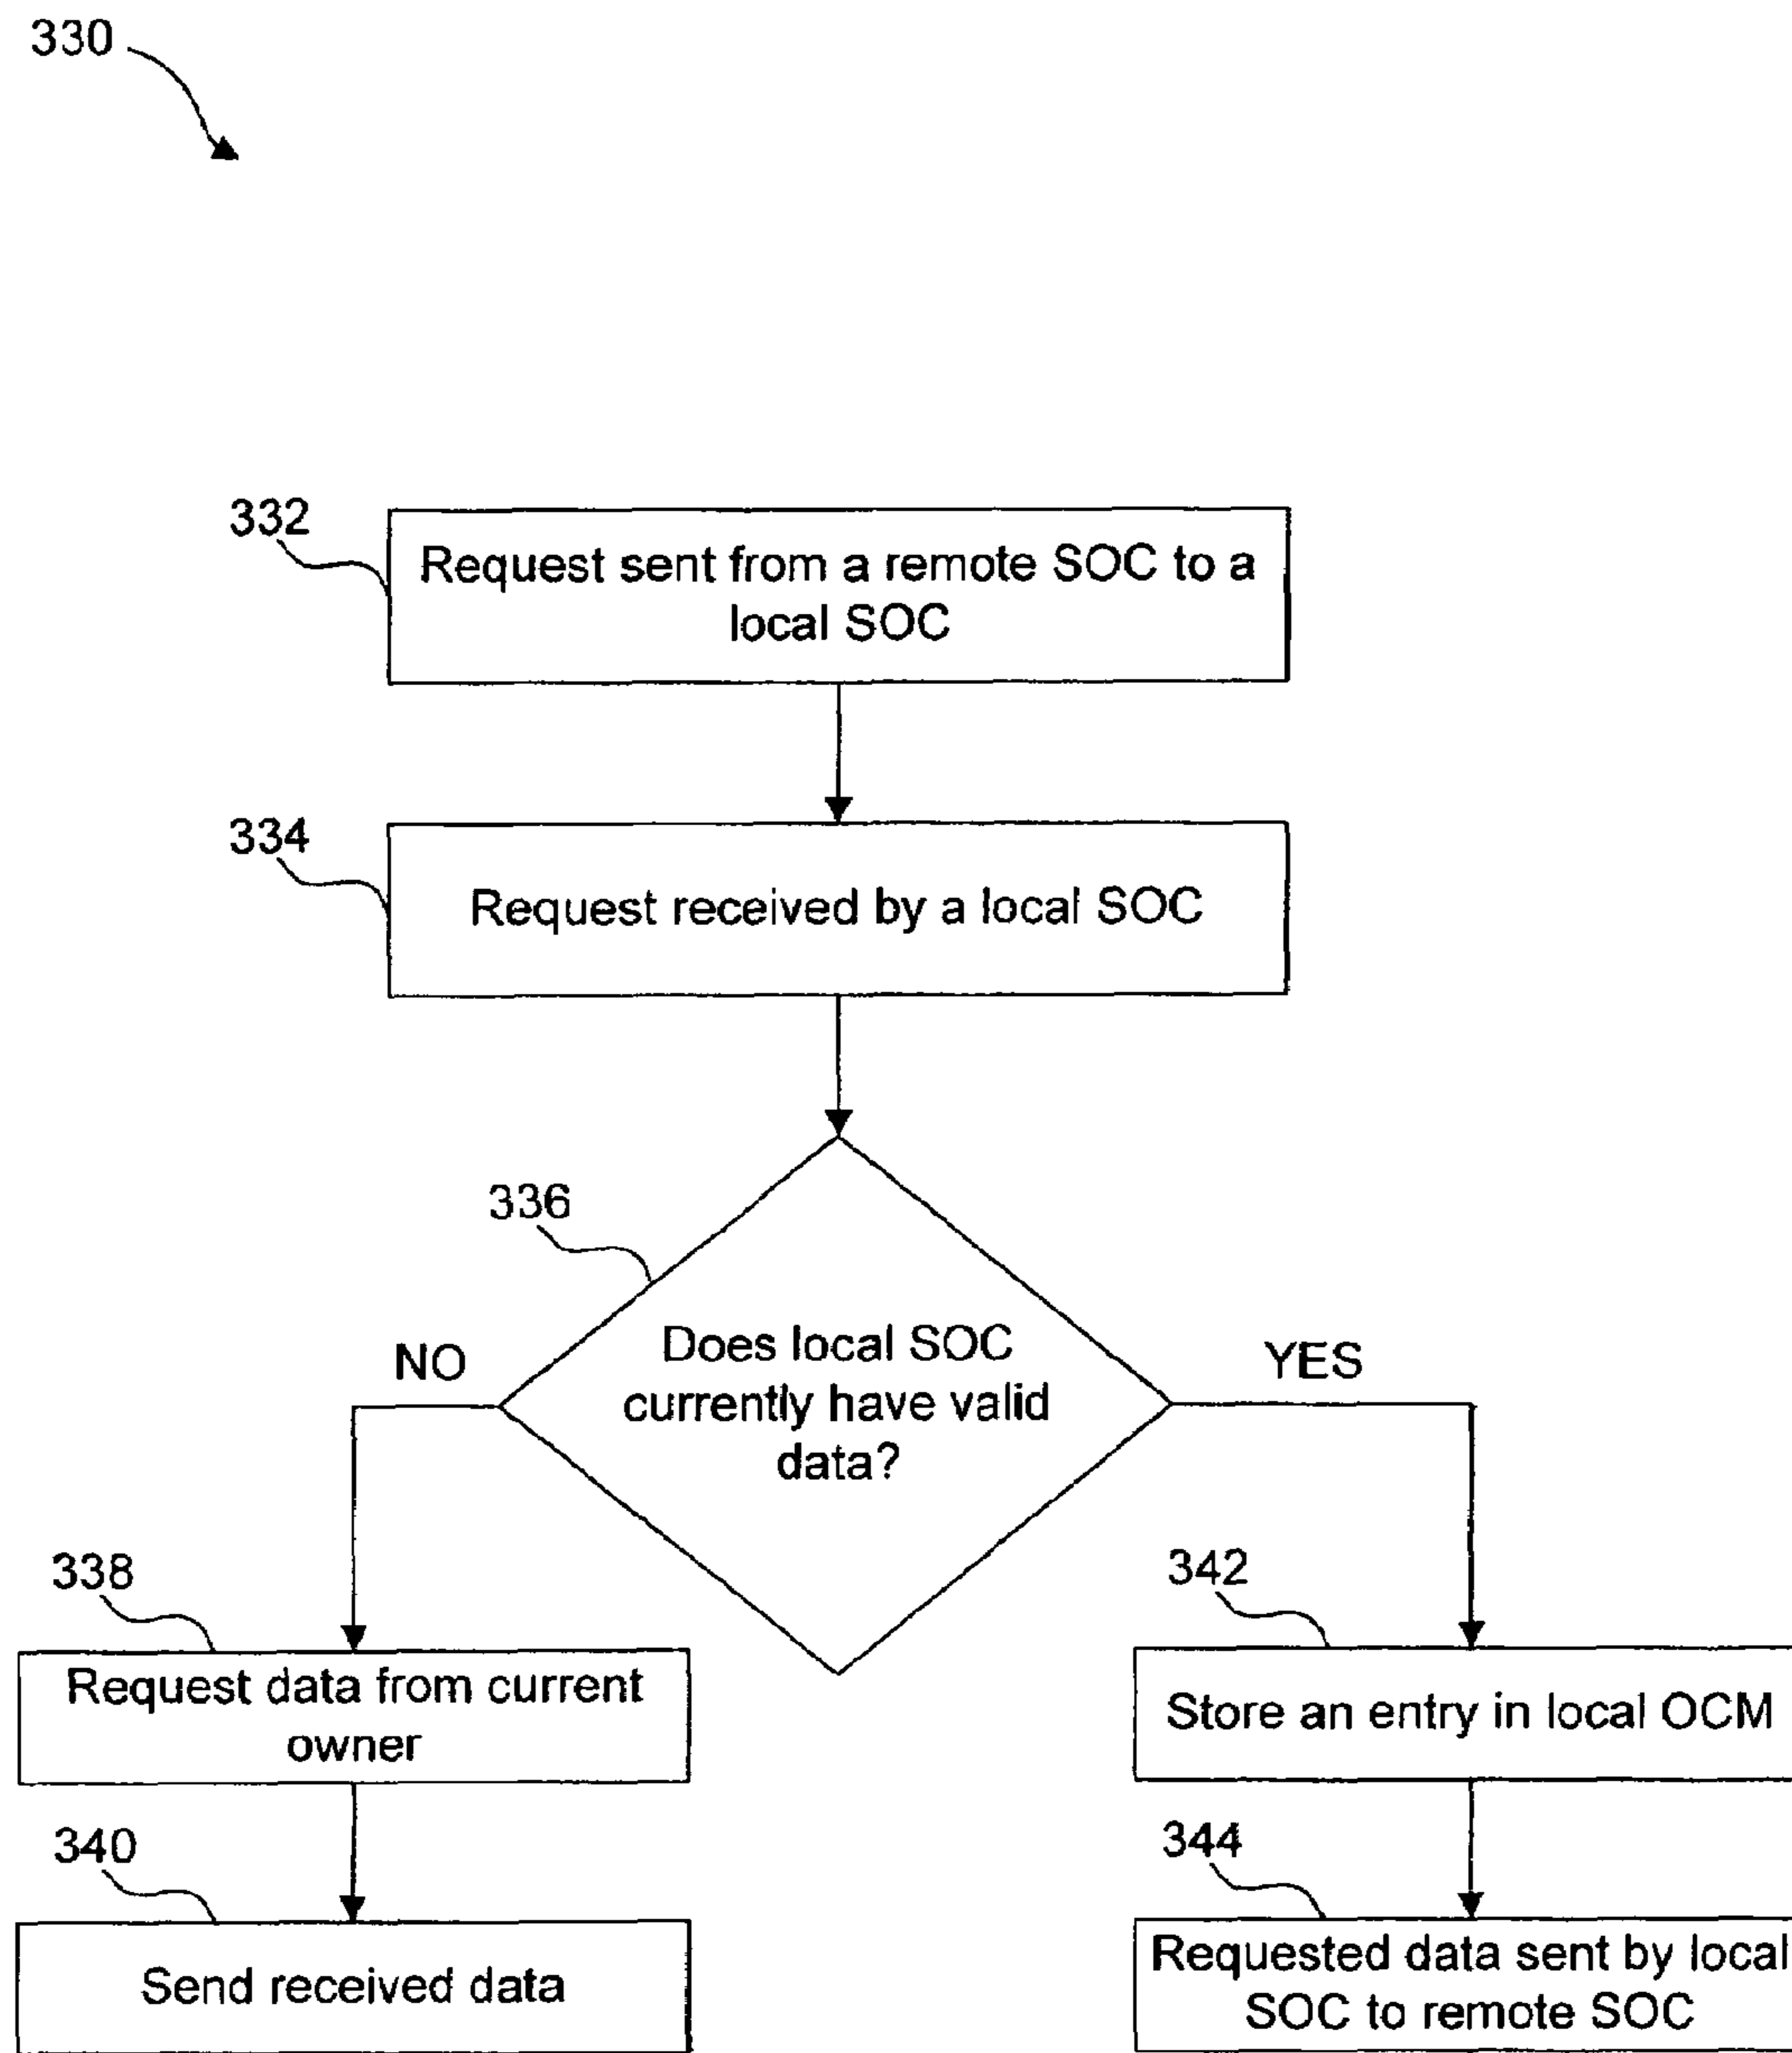 330
332
Request sent from a remote SOC to a
local SOC
334
Request received by a local SOC
336
Does local SOC
currently have valid
data?
NO
YES
338
Request data from current
owner
342
Store an entry in local OCM
340
Send received data
344
Requested data sent by local
SOC to remote SOC